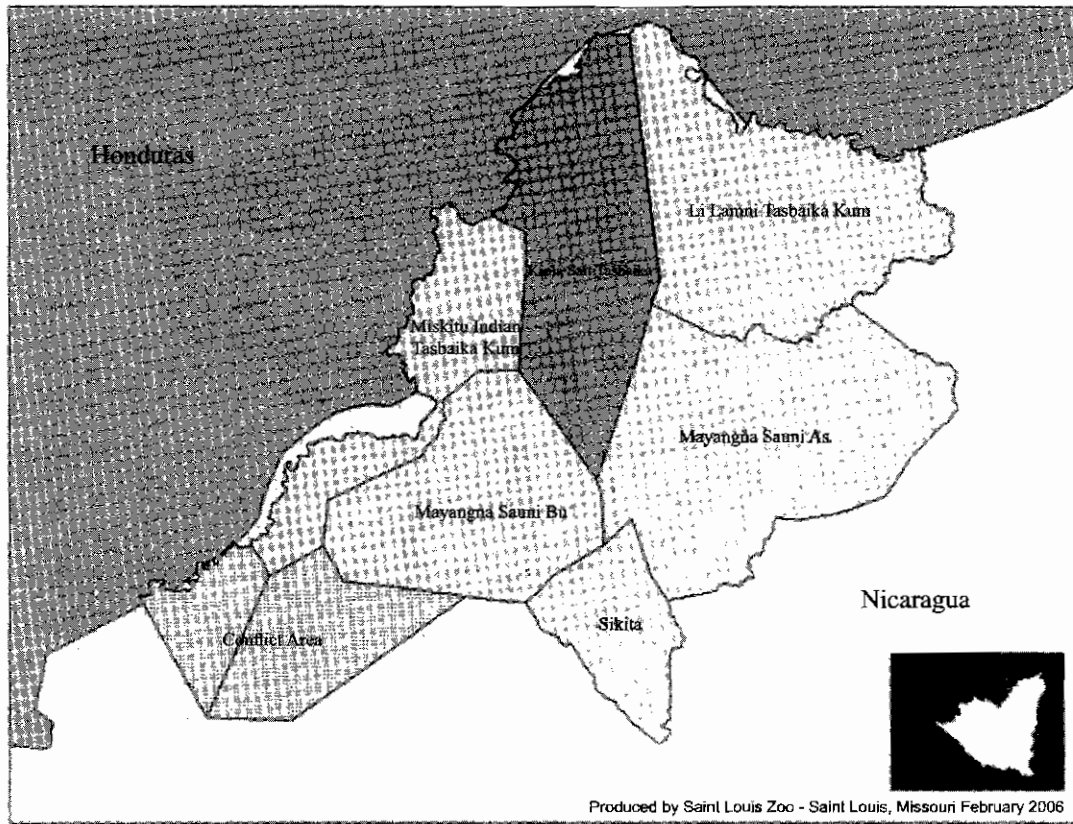 Honduras
Li Lamni Tasbaika Kum
Tasbaika
Miskitu Indian
Tasbaika Kum
Mayangna Sauni As
Mayangna Sauni Bu
Nicaragua
Sikita
Conflict Area
Produced by Saint Louis Zoo - Saint Louis, Missouri February 2006